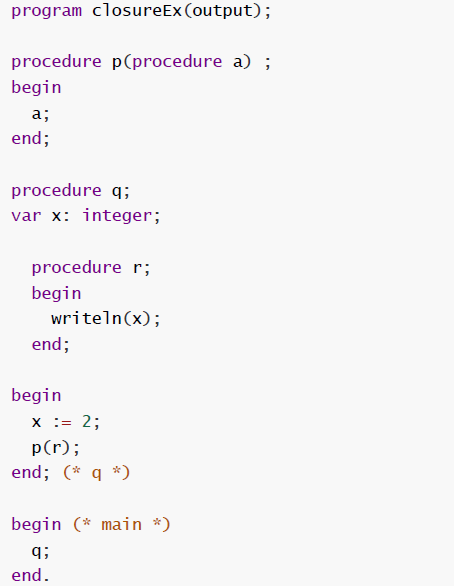 program closureEx(output);

procedure p(procedure a) ;
begin
  a;
end;

procedure q;
var x: integer;

  procedure r;
  begin
    writeln(x);
  end;

begin
  x := 2;
  p(r);
end; (* q *)

begin (* main *)
  q;
end.